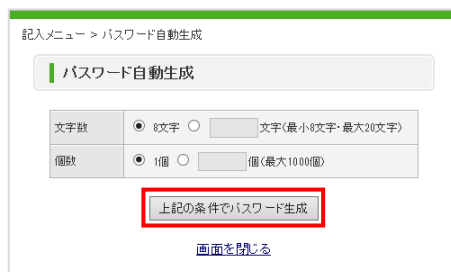 記入メニュー > パスワード自動生成
パスワード自動生成
文字数 8文字 文字(最小8文字・最大20文字)
個数 1個 個(最大1000個)
上記の条件でパスワード生成
画面を閉じる